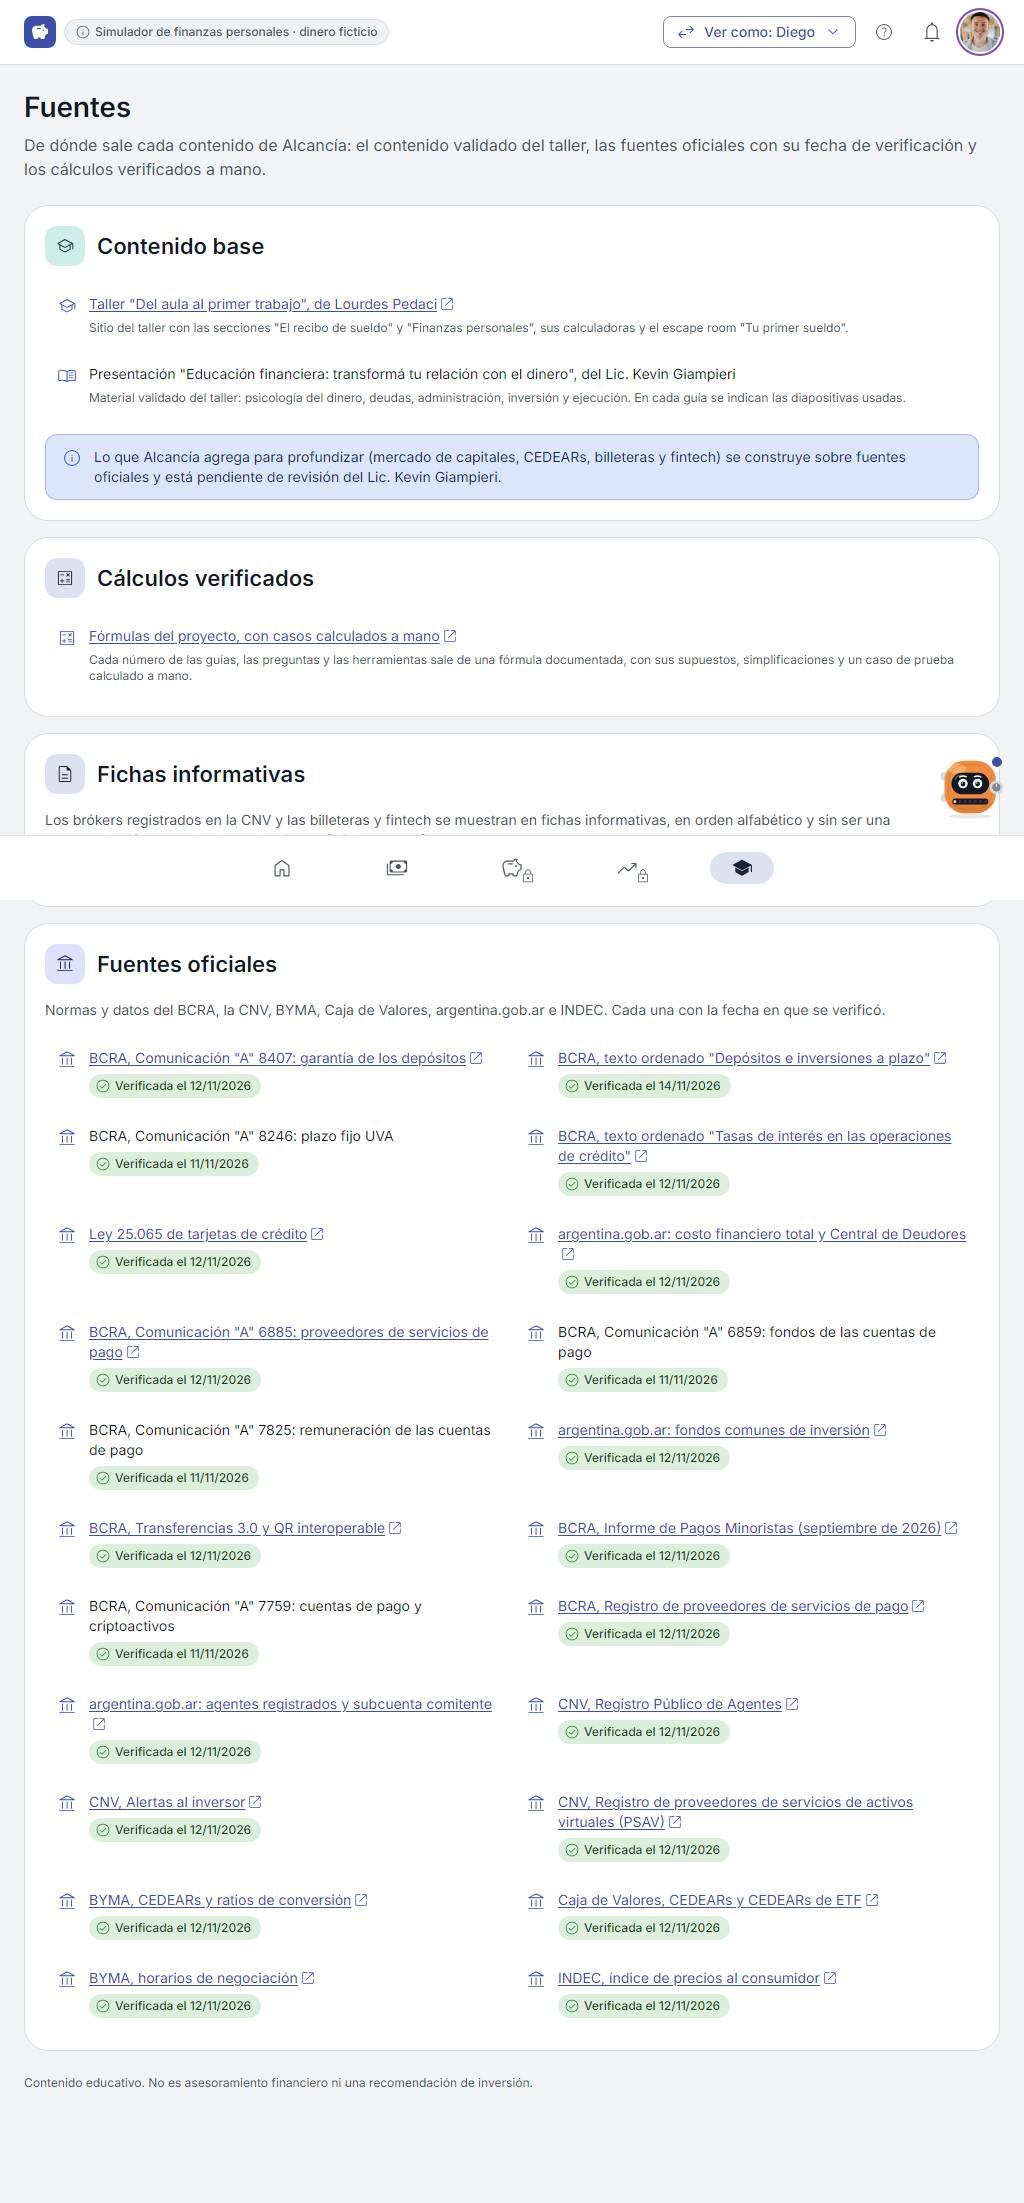 Simulador de finanzas personales · dinero ficticio
Ver como: Diego
Fuentes
De dónde sale cada contenido de Alcancía: el contenido validado del taller, las fuentes oficiales con su fecha de verificación y
los cálculos verificados a mano.
Contenido base
Taller "Del aula al primer trabajo", de Lourdes Pedaci
Sitio del taller con las secciones "El recibo de sueldo" y "Finanzas personales", sus calculadoras y el escape room "Tu primer sueldo".
Presentación "Educación financiera: transformá tu relación con el dinero", del Lic. Kevin Giampieri
Material validado del taller: psicología del dinero, deudas, administración, inversión y ejecución. En cada guía se indican las diapositivas usadas.
Lo que Alcancía agrega para profundizar (mercado de capitales, CEDEARs, billeteras y fintech) se construye sobre fuentes
oficiales y está pendiente de revisión del Lic. Kevin Giampieri.
Cálculos verificados
Fórmulas del proyecto, con casos calculados a mano
Cada número de las guías, las preguntas y las herramientas sale de una fórmula documentada, con sus supuestos, simplificaciones y un caso de prueba
calculado a mano.
Fichas informativas
Los brókers registrados en la CNV y las billeteras y fintech se muestran en fichas informativas, en orden alfabético y sin ser una
Fuentes oficiales
Normas y datos del BCRA, la CNV, BYMA, Caja de Valores, argentina.gob.ar e INDEC. Cada una con la fecha en que se verificó.
BCRA, Comunicación "A" 8407: garantía de los depósitos
Verificada el 12/11/2026
BCRA, texto ordenado "Depósitos e inversiones a plazo"
Verificada el 14/11/2026
BCRA, Comunicación "A" 8246: plazo fijo UVA
Verificada el 11/11/2026
BCRA, texto ordenado "Tasas de interés en las operaciones
de crédito"
Verificada el 12/11/2026
Ley 25.065 de tarjetas de crédito
Verificada el 12/11/2026
argentina.gob.ar: costo financiero total y Central de Deudores
Verificada el 12/11/2026
BCRA, Comunicación "A" 6885: proveedores de servicios de
pago
Verificada el 12/11/2026
BCRA, Comunicación "A" 6859: fondos de las cuentas de
pago
Verificada el 11/11/2026
BCRA, Comunicación "A" 7825: remuneración de las cuentas
de pago
Verificada el 11/11/2026
argentina.gob.ar: fondos comunes de inversión
Verificada el 12/11/2026
BCRA, Transferencias 3.0 y QR interoperable
Verificada el 12/11/2026
BCRA, Informe de Pagos Minoristas (septiembre de 2026)
Verificada el 12/11/2026
BCRA, Comunicación "A" 7759: cuentas de pago y
criptoactivos
Verificada el 11/11/2026
BCRA, Registro de proveedores de servicios de pago
Verificada el 12/11/2026
argentina.gob.ar: agentes registrados y subcuenta comitente
Verificada el 12/11/2026
CNV, Registro Público de Agentes
Verificada el 12/11/2026
CNV, Alertas al inversor
Verificada el 12/11/2026
CNV, Registro de proveedores de servicios de activos
virtuales (PSAV)
Verificada el 12/11/2026
BYMA, CEDEARs y ratios de conversión
Verificada el 12/11/2026
Caja de Valores, CEDEARs y CEDEARs de ETF
Verificada el 12/11/2026
BYMA, horarios de negociación
Verificada el 12/11/2026
INDEC, índice de precios al consumidor
Verificada el 12/11/2026
Contenido educativo. No es asesoramiento financiero ni una recomendación de inversión.